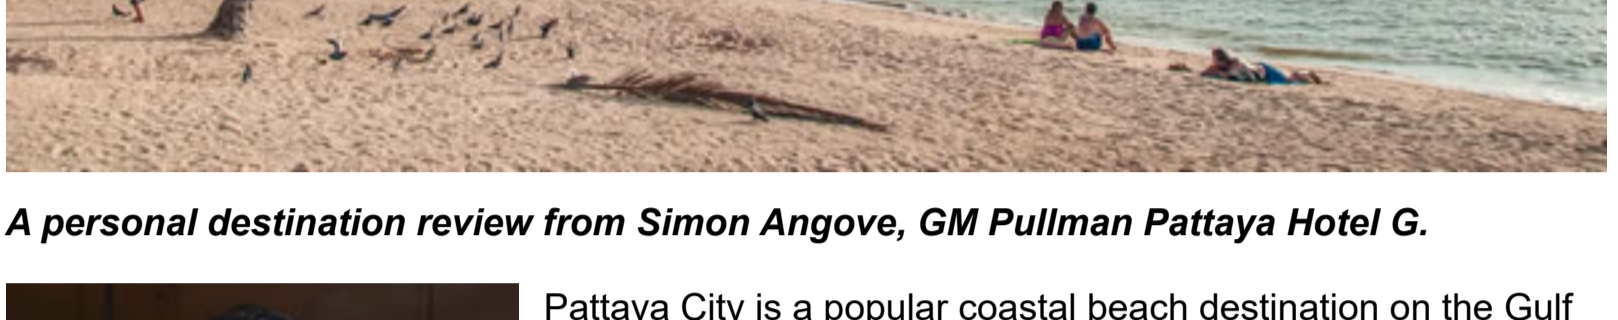 A personal destination review from Simon Angove, GM Pullman Pattaya Hotel G.
Pattaya City is a popular coastal beach destination on the Gulf